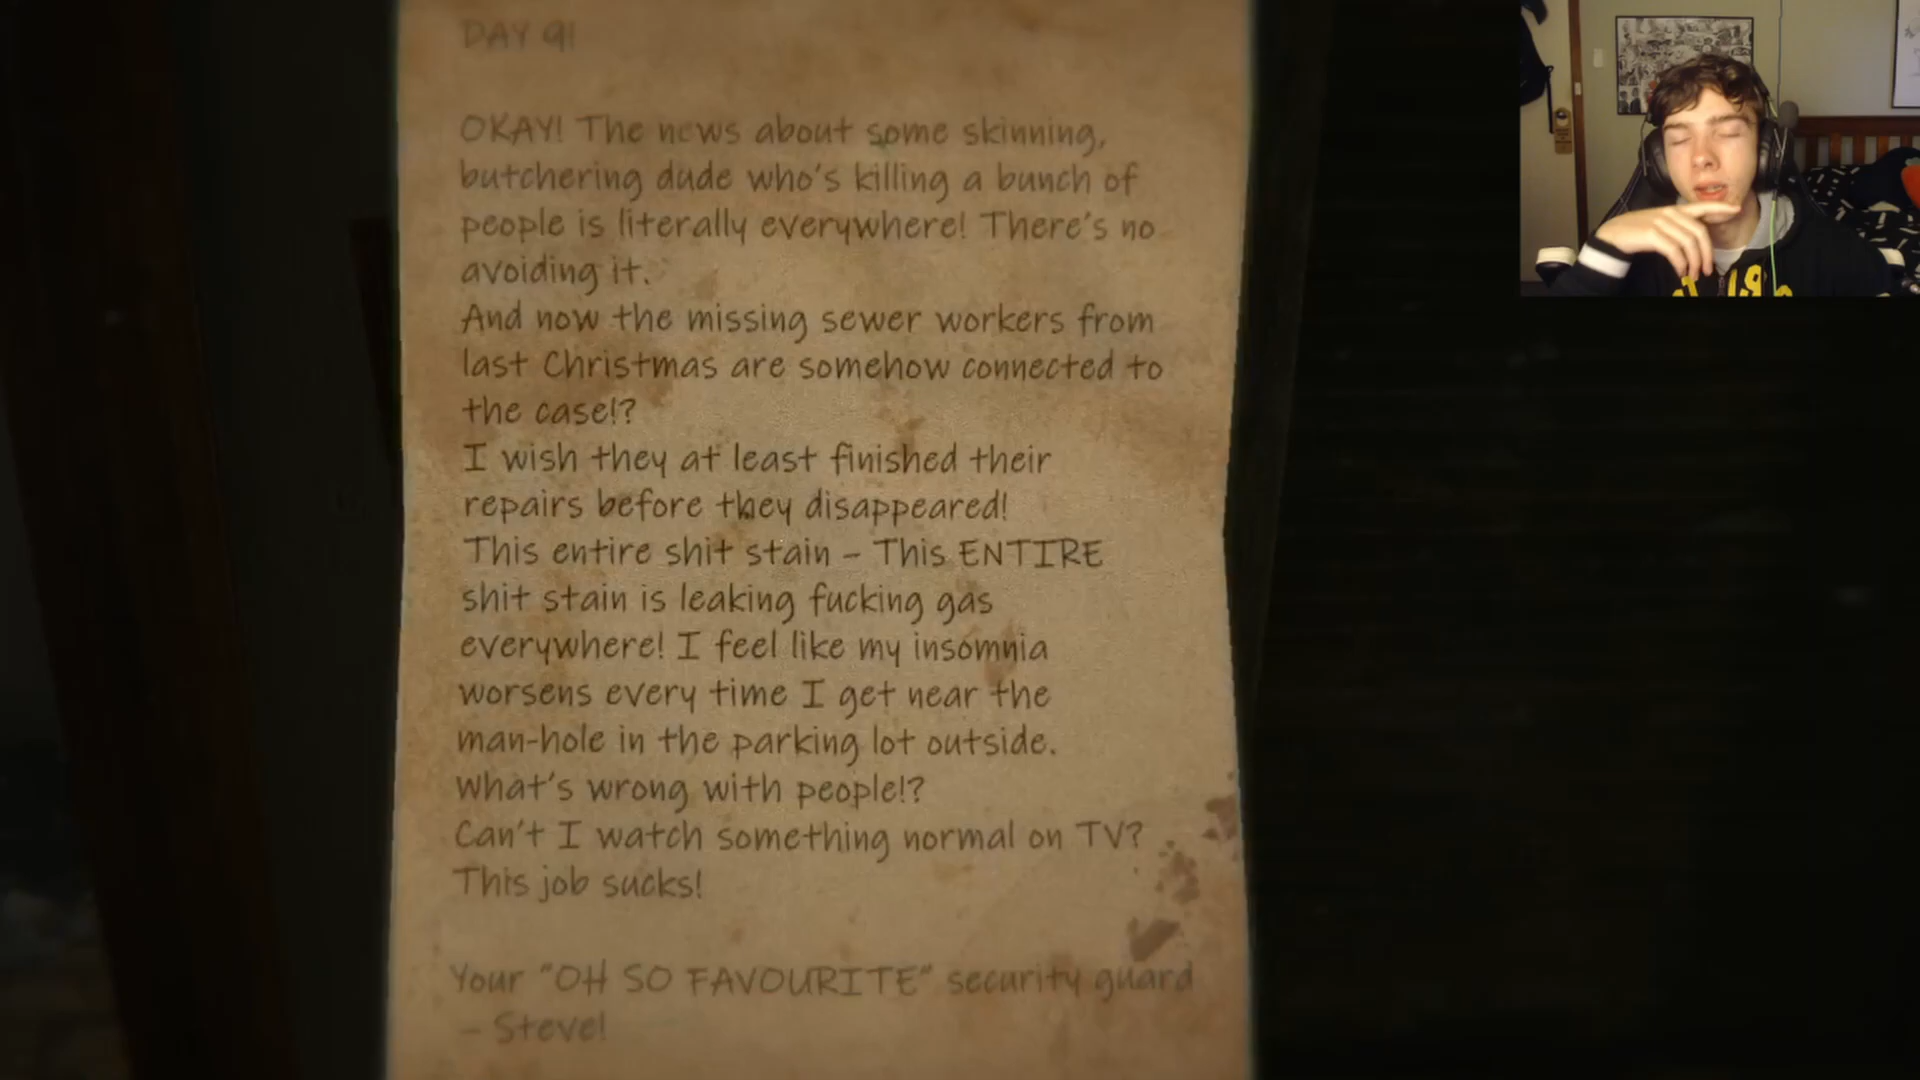 DAY 91
OKAY! The news about some skinning,
butchering dude who's killing a bunch of
people is literally everywhere! There's no
avoiding it.
And now the missing sewer workers from
last Christmas are somehow connected to
the case!?
I wish they at least finished their
repairs before they disappeared!
This entire shit stain - This ENTIRE
shit stain is leaking fucking gas
everywhere! I feel like my insomnia
worsens every time I get near the
man-hole in the parking lot outside.
What's wrong with people!?
Can't I watch something normal on TV?
This job sucks!
Your "OH SO FAVOURITE" security guard
- Steve!